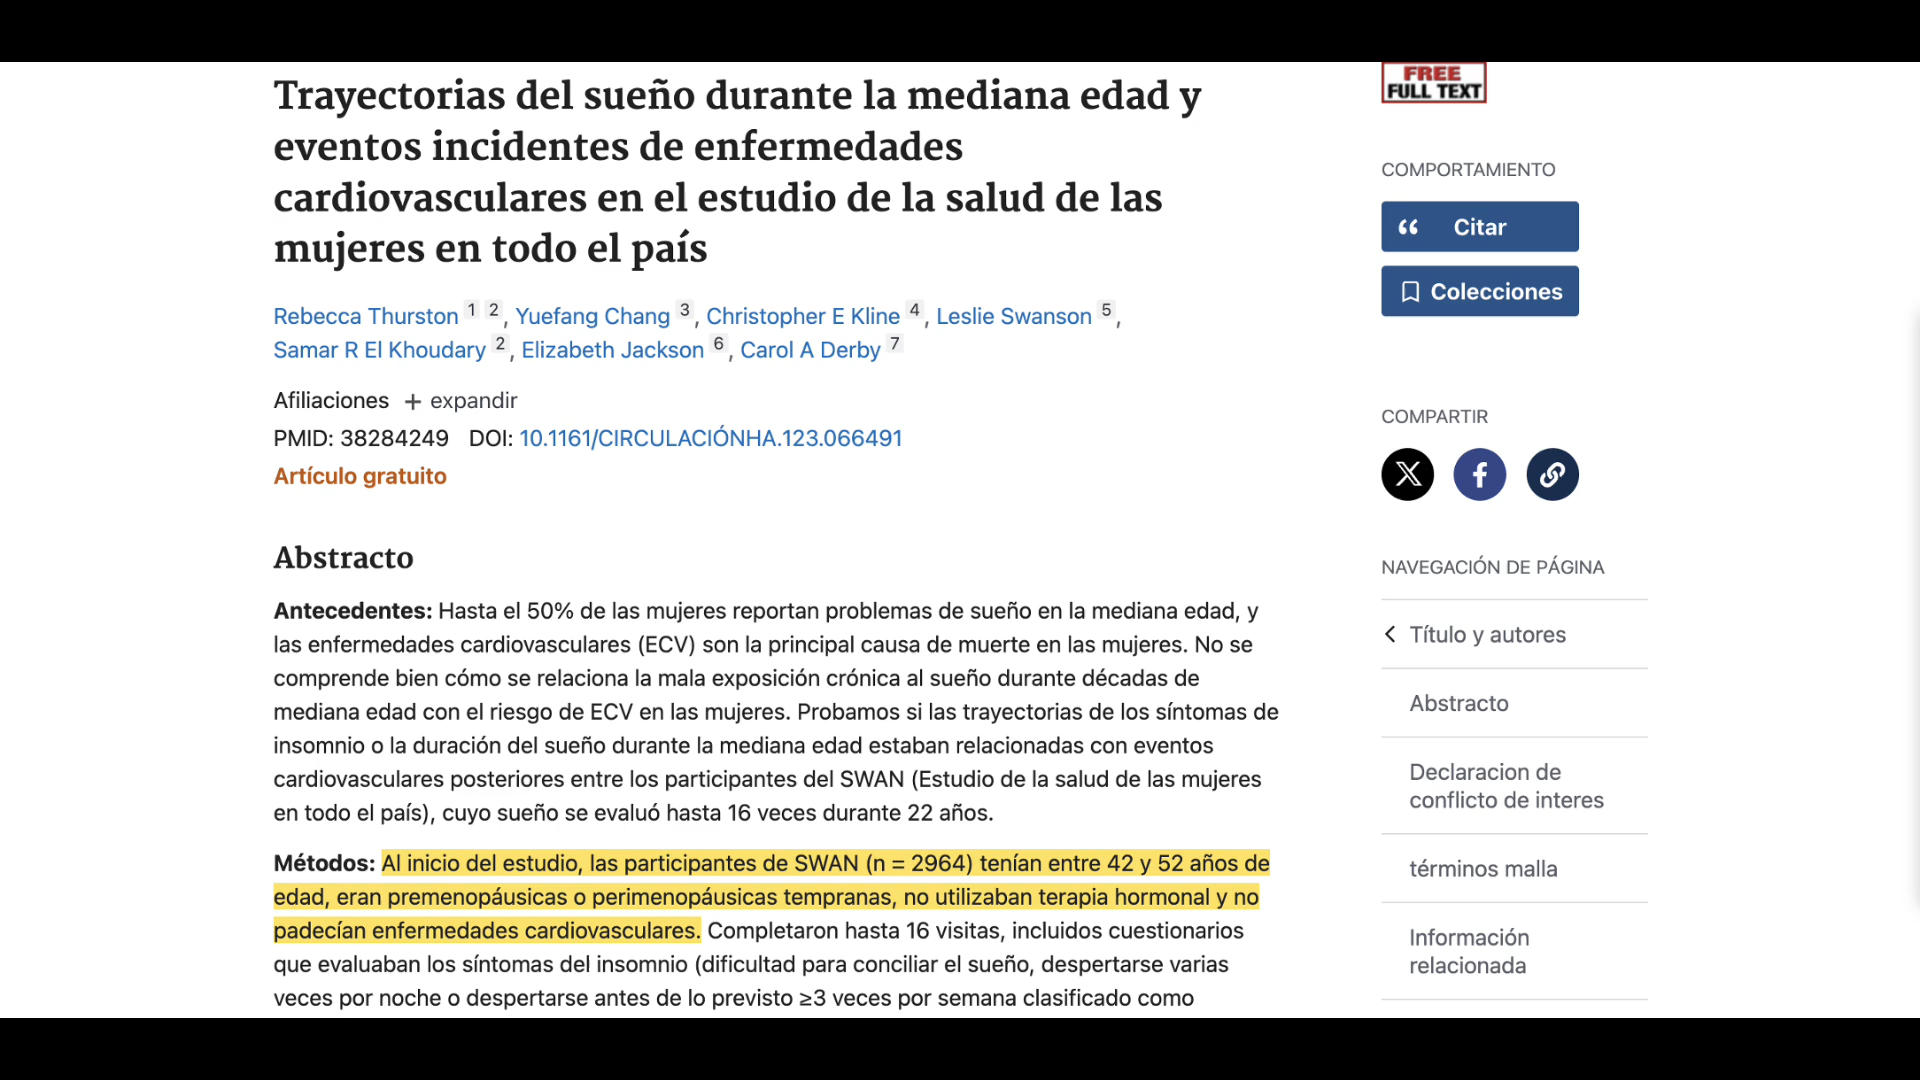 Trayectorias del sueño durante la mediana edad y
eventos incidentes de enfermedades
cardiovasculares en el estudio de la salud de las
mujeres en todo el país
Rebecca Thurston 1 2, Yuefang Chang 3, Christopher E Kline 4, Leslie Swanson 5,
Samar R El Khoudary 2, Elizabeth Jackson 6, Carol A Derby 7
Afiliaciones + expandir
PMID: 38284249 DOI: 10.1161/CIRCULACIÓNHA.123.066491
Artículo gratuito
Abstracto
Antecedentes: Hasta el 50% de las mujeres reportan problemas de sueño en la mediana edad, y
las enfermedades cardiovasculares (ECV) son la principal causa de muerte en las mujeres. No se
comprende bien cómo se relaciona la mala exposición crónica al sueño durante décadas de
mediana edad con el riesgo de ECV en las mujeres. Probamos si las trayectorias de los síntomas de
insomnio o la duración del sueño durante la mediana edad estaban relacionadas con eventos
cardiovasculares posteriores entre los participantes del SWAN (Estudio de la salud de las mujeres
en todo el país), cuyo sueño se evaluó hasta 16 veces durante 22 años.
Métodos: Al inicio del estudio, las participantes de SWAN (n = 2964) tenían entre 42 y 52 años de
edad, eran premenopáusicas o perimenopáusicas tempranas, no utilizaban terapia hormonal y no
padecían enfermedades cardiovasculares. Completaron hasta 16 visitas, incluidos cuestionarios
que evaluaban los síntomas del insomnio (dificultad para conciliar el sueño, despertarse varias
veces por noche o despertarse antes de lo previsto ≥3 veces por semana clasificado como
FREE
FULL TEXT
COMPORTAMIENTO
Citar
Colecciones
COMPARTIR
NAVEGACIÓN DE PÁGINA
Título y autores
Abstracto
Declaracion de
conflicto de interes
términos malla
Información
relacionada